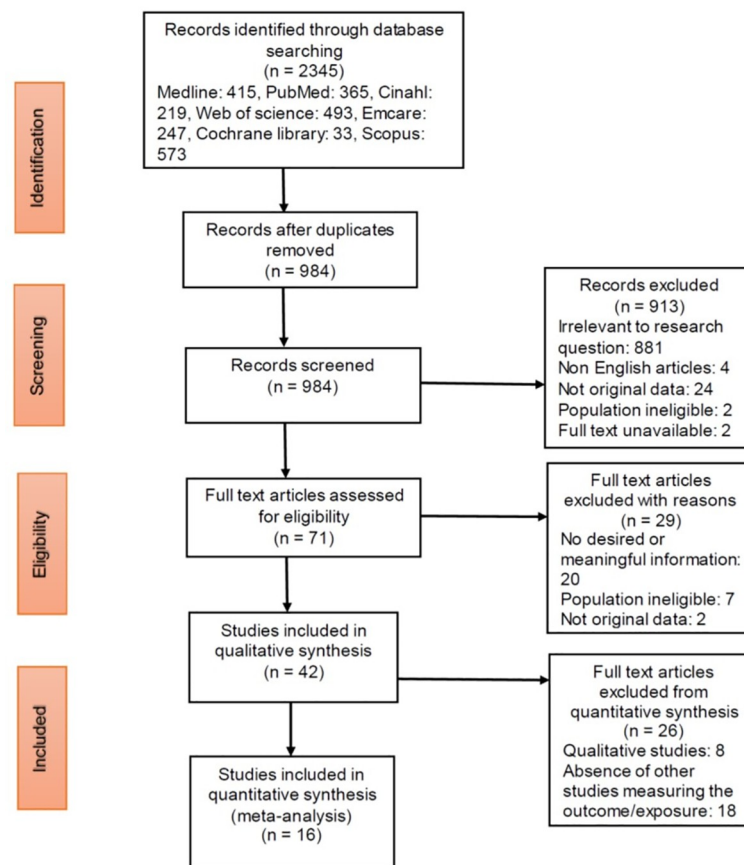 Identification
Records identified through database
searching
(n = 2345)
Medline: 415, PubMed: 365, Cinahl:
219, Web of science: 493, Emcare:
247, Cochrane library: 33, Scopus:
573
Records after duplicates
removed
(n = 984)
Screening
Records screened
(n = 984)
Records excluded
(n = 913)
Irrelevant to research
question: 881
Non English articles: 4
Not original data: 24
Population ineligible: 2
Full text unavailable: 2
Eligibility
Full text articles assessed
for eligibility
(n = 71)
Full text articles
excluded with reasons
(n = 29)
No desired or
meaningful information:
20
Population ineligible: 7
Not original data: 2
Studies included in
qualitative synthesis
(n = 42)
Included
Full text articles
excluded from
quantitative synthesis
(n = 26)
Qualitative studies: 8
Absence of other
studies measuring the
outcome/exposure: 18
Studies included in
quantitative synthesis
(meta-analysis)
(n = 16)